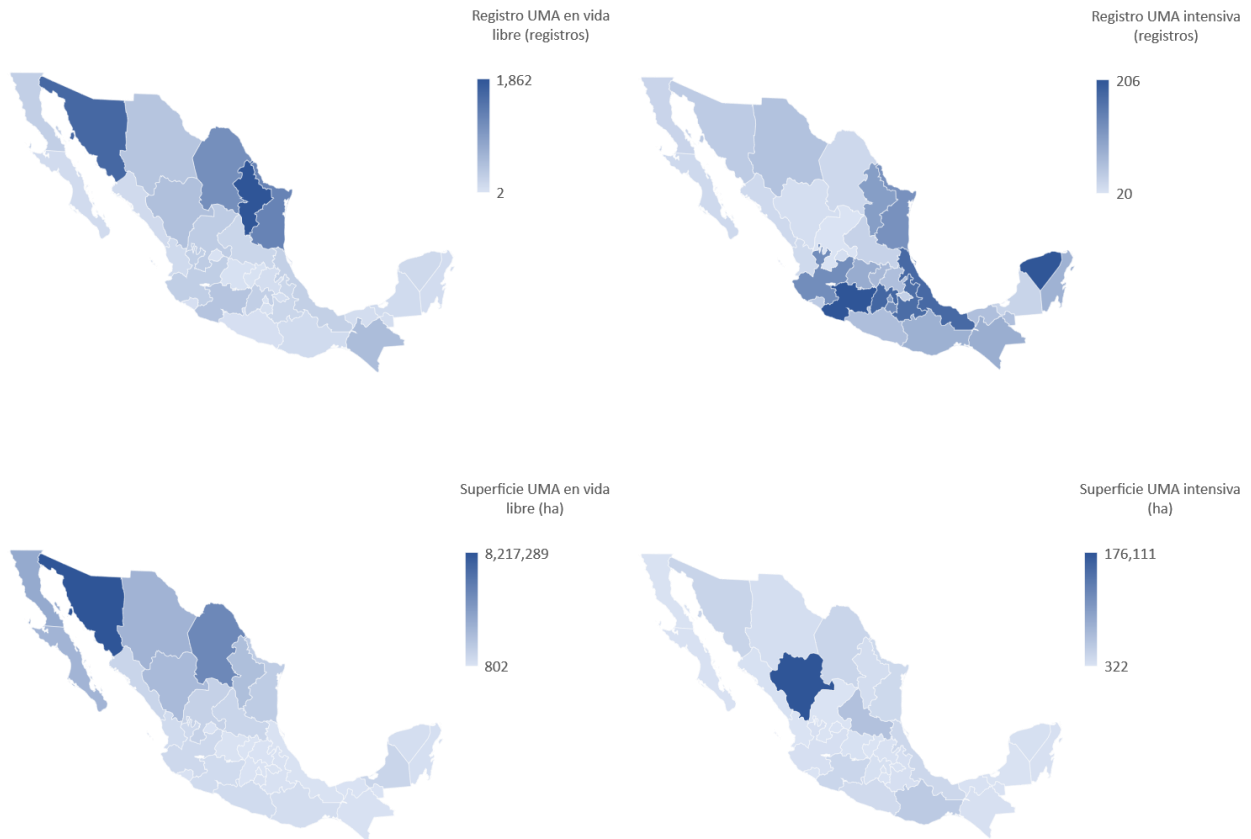 Registro UMA en vida
libre (registros)
1,862
2
Registro UMA intensiva
(registros)
206
20
Superficie UMA en vida
libre (ha)
8,217,289
802
Superficie UMA intensiva
(ha)
176,111
322